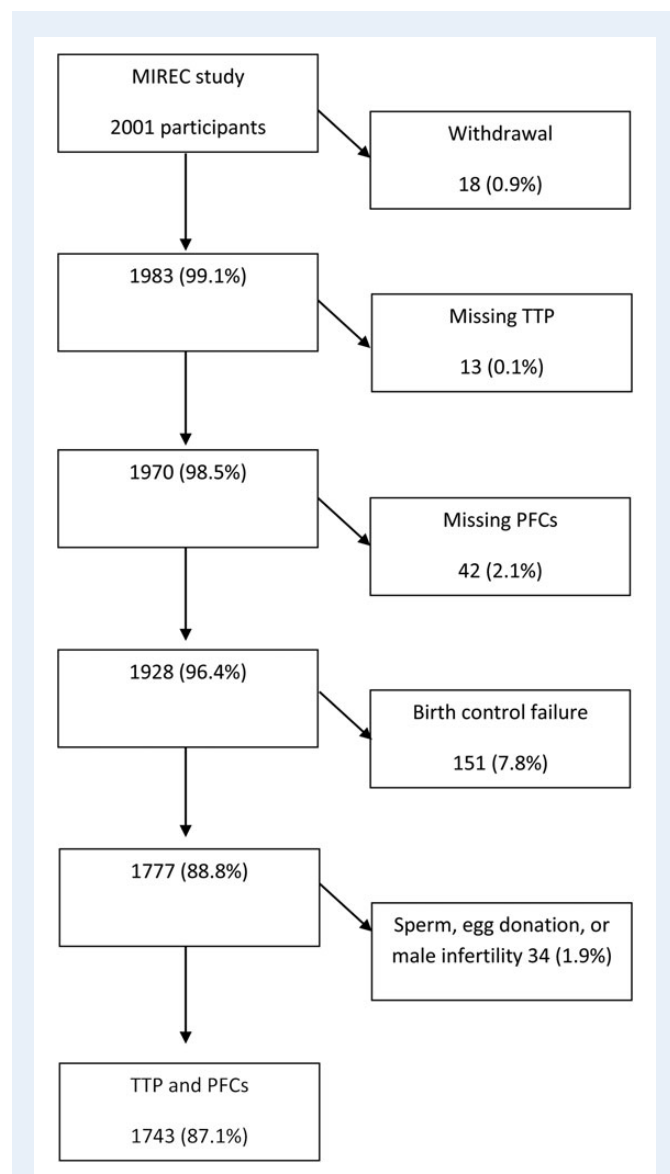 MIREC study
2001 participants
Withdrawal
18 (0.9%)
1983 (99.1%)
Missing TTP
13 (0.1%)
1970 (98.5%)
Missing PFCs
42 (2.1%)
1928 (96.4%)
Birth control failure
151 (7.8%)
1777 (88.8%)
Sperm, egg donation, or
male infertility 34 (1.9%)
TTP and PFCs
1743 (87.1%)